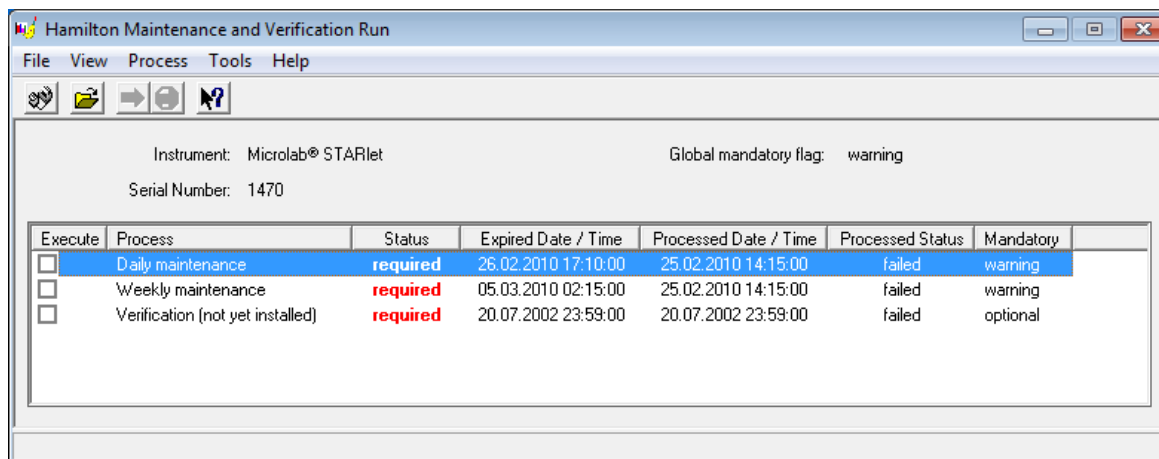 Hamilton Maintenance and Verification Run
File View Process Tools Help
Instrument: Microlab® STARlet Global mandatory flag: warning
Serial Number: 1470
Execute Process Status Expired Date / Time Processed Date / Time Processed Status Mandatory
Daily maintenance required 26.02.2010 17:10:00 25.02.2010 14:15:00 failed warning
Weekly maintenance required 05.03.2010 02:15:00 25.02.2010 14:15:00 failed warning
Verification (not yet installed) required 20.07.2002 23:59:00 20.07.2002 23:59:00 failed optional